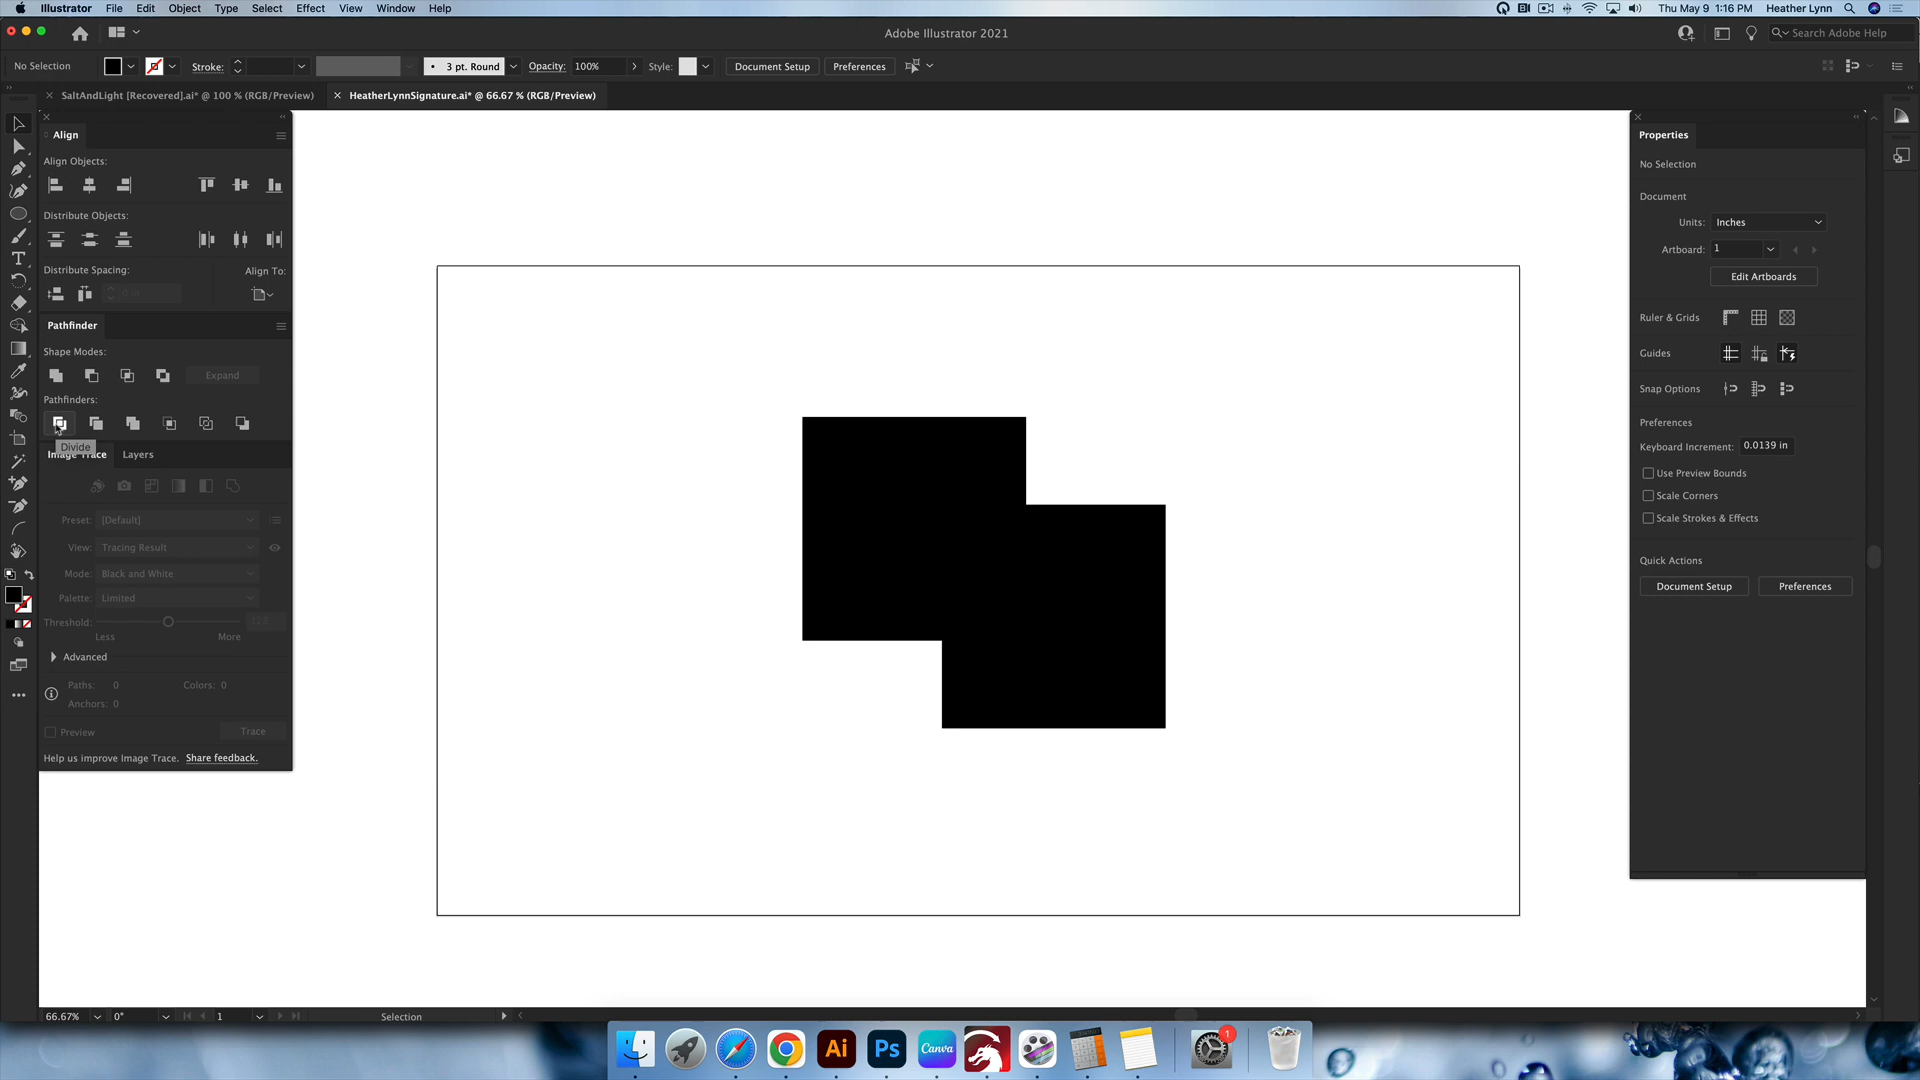 Illustrator File Edit Object Type Select Effect View Window Help
Thu May 9 1:16 PM Heather Lynn
Adobe Illustrator 2021
Search Adobe Help
No Selection
Stroke:
3 pt. Round
Opacity: 100%
Style:
Document Setup
Preferences
SaltAndLight [Recovered].ai* @ 100 % (RGB/Preview)
HeatherLynnSignature.ai* @ 66.67 % (RGB/Preview)
Align
Align Objects:
Distribute Objects:
Distribute Spacing:
Align To:
0 in
Pathfinder
Shape Modes:
Expand
Pathfinders:
Divide
Image Trace
Layers
Preset: [Default]
View: Tracing Result
Mode: Black and White
Palette: Limited
Threshold:
Less
More
Advanced
Paths: 0
Colors: 0
Anchors: 0
Preview
Trace
Help us improve Image Trace. Share feedback.
Properties
No Selection
Document
Units: Inches
Artboard: 1
Edit Artboards
Ruler & Grids
Guides
Snap Options
Preferences
Keyboard Increment: 0.0139 in
Use Preview Bounds
Scale Corners
Scale Strokes & Effects
Quick Actions
Document Setup
Preferences
66.67%
0°
1
Selection
Ai
Ps
Canva
1